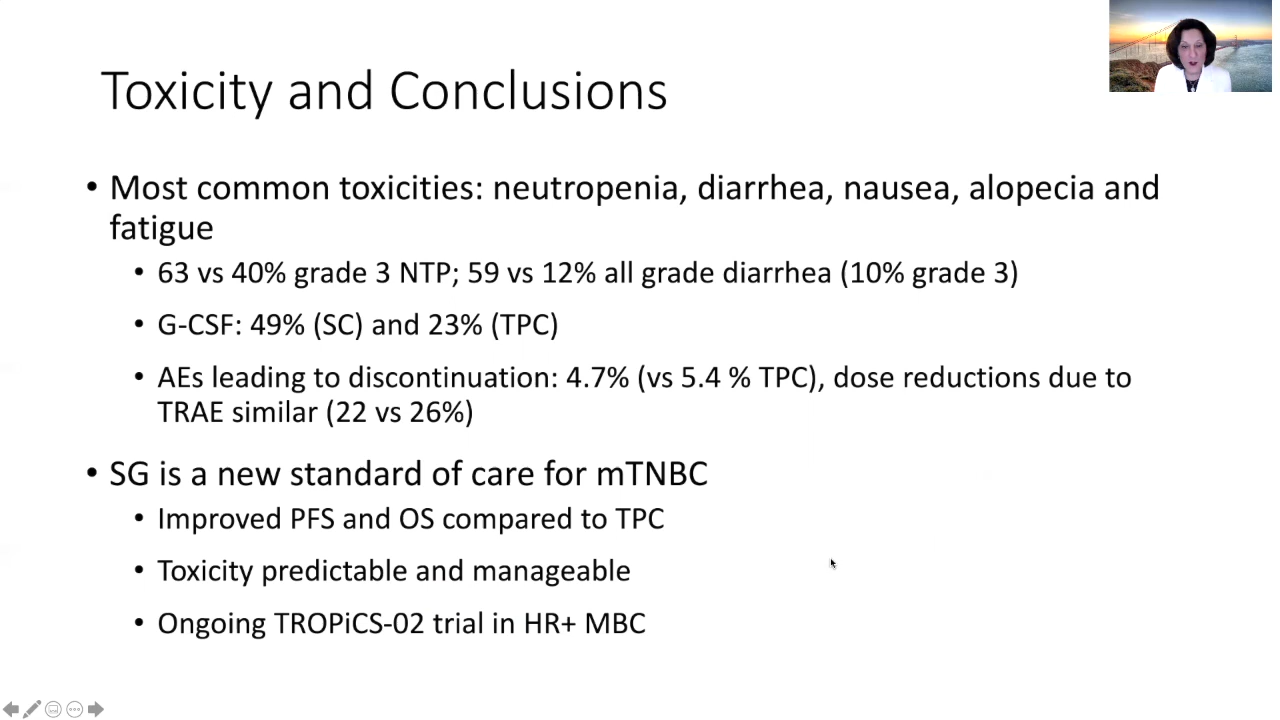 Toxicity and Conclusions
• Most common toxicities: neutropenia, diarrhea, nausea, alopecia and
fatigue
• 63 vs 40% grade 3 NTP; 59 vs 12% all grade diarrhea (10% grade 3)
• G-CSF: 49% (SC) and 23% (TPC)
• AEs leading to discontinuation: 4.7% (vs 5.4 % TPC), dose reductions due to
TRAE similar (22 vs 26%)
• SG is a new standard of care for mTNBC
• Improved PFS and OS compared to TPC
• Toxicity predictable and manageable
• Ongoing TROPiCS-02 trial in HR+ MBC